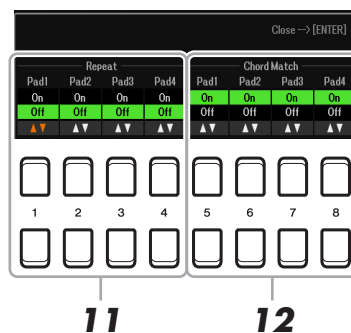 Close --> [ENTER]
Repeat Chord Match
Pad1 Pad2 Pad3 Pad4 Pad1 Pad2 Pad3 Pad4
On On On On On On On On
Off Off Off Off Off Off Off Off
1 2 3 4 5 6 7 8
11 12